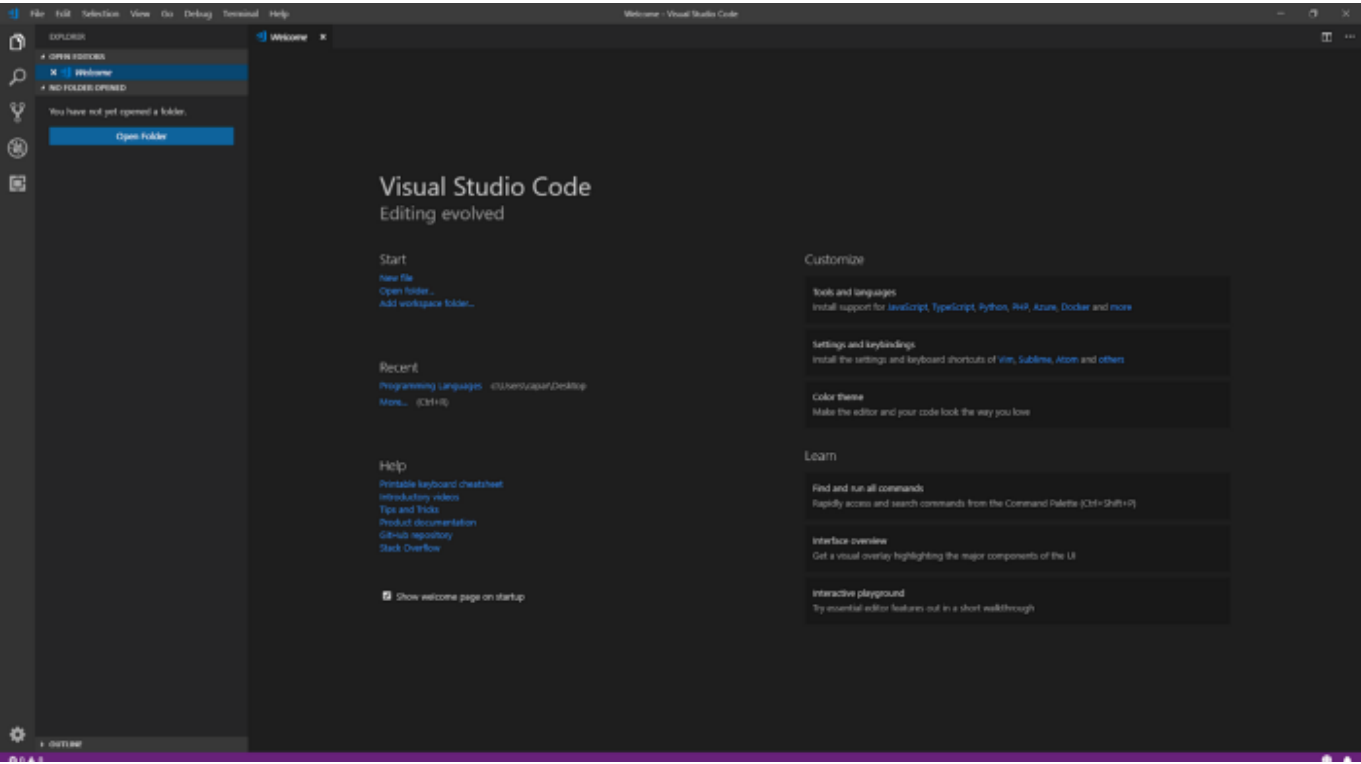 File Edit Selection View Go Debug Terminal Help
Welcome - Visual Studio Code
EXPLORER
Welcome
OPEN EDITORS
Welcome
NO FOLDER OPENED
You have not yet opened a folder.
Open Folder
Visual Studio Code
Editing evolved
Start
New file
Open folder...
Add workspace folder...
Recent
Programming Languages
More... (Ctrl+R)
Help
Printable keyboard cheatsheet
Introductory videos
Tips and Tricks
Product documentation
GitHub repository
Stack Overflow
Show welcome page on startup
Customize
Tools and languages
Install support for JavaScript, TypeScript, Python, PHP, Azure, Docker and more
Settings and keybindings
Install the settings and keyboard shortcuts of Vim, Sublime, Atom and others
Color theme
Make the editor and your code look the way you love
Learn
Find and run all commands
Rapidly access and search commands from the Command Palette (Ctrl+Shift+P)
Interface overview
Get a visual overlay highlighting the major components of the UI
Interactive playground
Try essential editor features out in a short walkthrough
OUTLINE